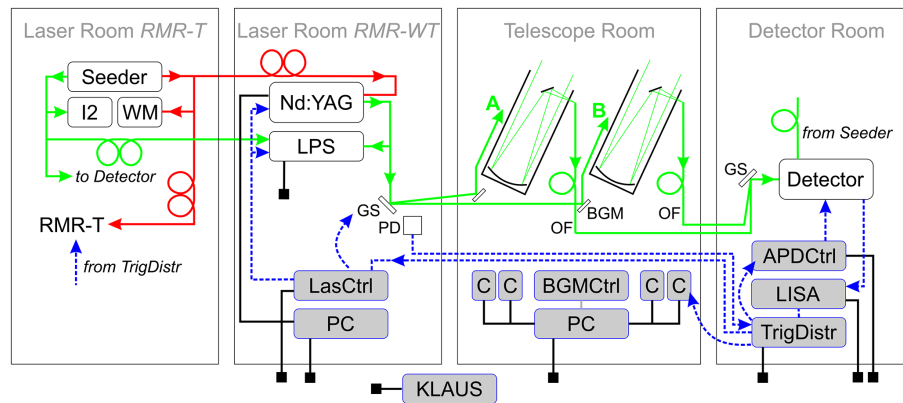 Laser Room RMR-T
Laser Room RMR-WT
Telescope Room
Detector Room
Seeder
I2
WM
to Detector
RMR-T
from TrigDistr
Nd:YAG
LPS
GS
PD
LasCtrl
PC
A
B
OF
BGM
OF
C
C
BGMCtrl
C
C
PC
from Seeder
GS
Detector
APDCtrl
LISA
TrigDistr
KLAUS